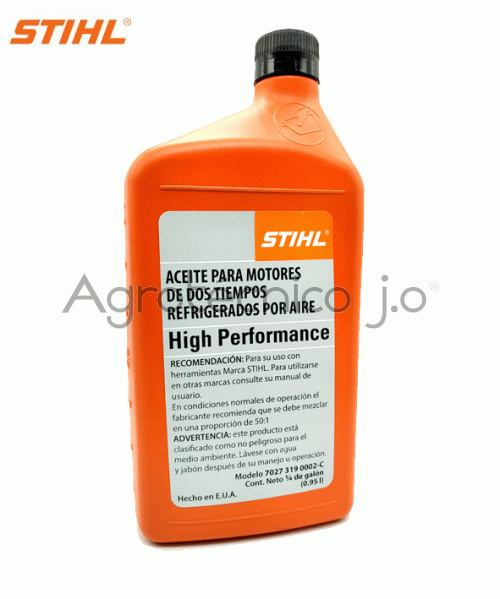 STIHL®
STIHL®
ACEITE PARA MOTORES
DE DOS TIEMPOS
REFRIGERADOS POR AIRE
Agrotécnico j.o®
High Performance
RECOMENDACIÓN: Para su uso con
herramientas Marca STIHL. Para utilizarse
en otras marcas consulte su manual de
usuario.
En condiciones normales de operación el
fabricante recomienda que se debe mezclar
en una proporción de 50:1
ADVERTENCIA: este producto está
clasificado como no peligroso para el
medio ambiente. Lávese con agua
y jabón después de su manejo u operación.
Modelo 7027 319 0002-C
Cont. Neto ¼ de galón
(0.95 l)
Hecho en E.U.A.